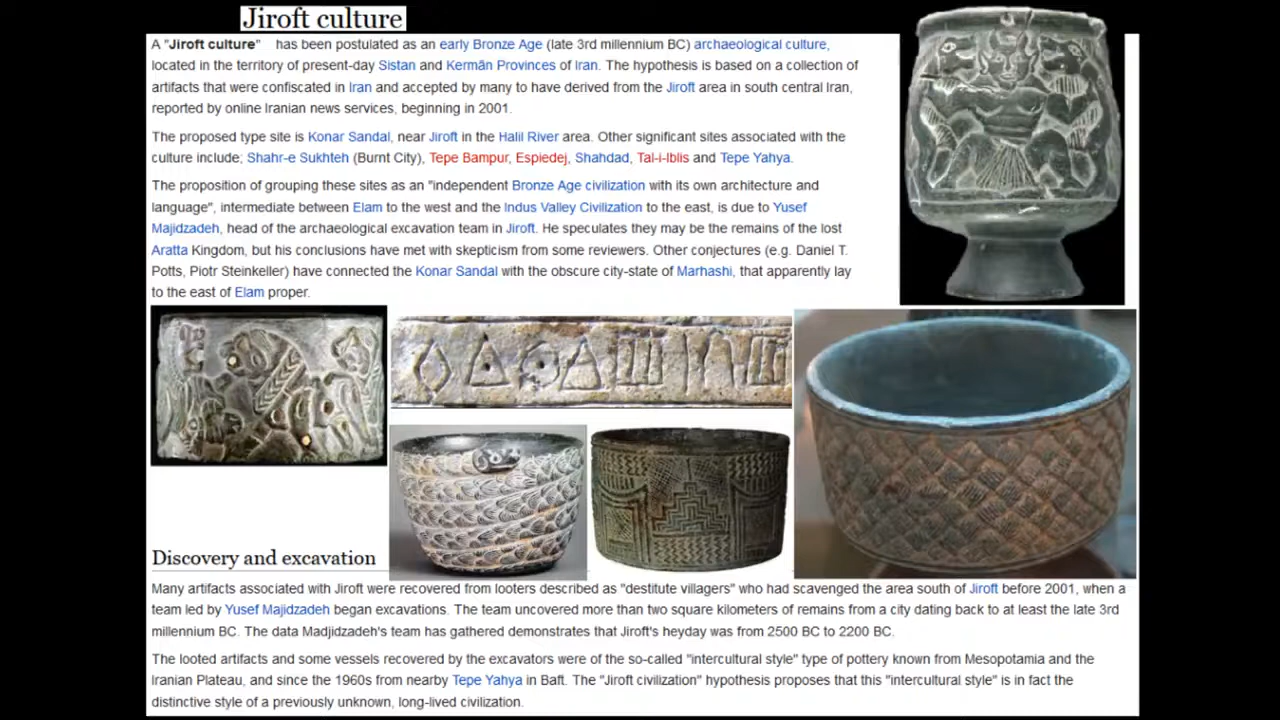 Jiroft culture
A "Jiroft culture" has been postulated as an early Bronze Age (late 3rd millennium BC) archaeological culture,
located in the territory of present-day Sistan and Kermān Provinces of Iran. The hypothesis is based on a collection of
artifacts that were confiscated in Iran and accepted by many to have derived from the Jiroft area in south central Iran,
reported by online Iranian news services, beginning in 2001.
The proposed type site is Konar Sandal, near Jiroft in the Halil River area. Other significant sites associated with the
culture include; Shahr-e Sukhteh (Burnt City), Tepe Bampur, Espiedej, Shahdad, Tal-i-Iblis and Tepe Yahya.
The proposition of grouping these sites as an "independent Bronze Age civilization with its own architecture and
language", intermediate between Elam to the west and the Indus Valley Civilization to the east, is due to Yusef
Majidzadeh, head of the archaeological excavation team in Jiroft. He speculates they may be the remains of the lost
Aratta Kingdom, but his conclusions have met with skepticism from some reviewers. Other conjectures (e.g. Daniel T.
Potts, Piotr Steinkeller) have connected the Konar Sandal with the obscure city-state of Marhashi, that apparently lay
to the east of Elam proper.
Discovery and excavation
Many artifacts associated with Jiroft were recovered from looters described as "destitute villagers" who had scavenged the area south of Jiroft before 2001, when a
team led by Yusef Majidzadeh began excavations. The team uncovered more than two square kilometers of remains from a city dating back to at least the late 3rd
millennium BC. The data Madjidzadeh's team has gathered demonstrates that Jiroft's heyday was from 2500 BC to 2200 BC.
The looted artifacts and some vessels recovered by the excavators were of the so-called "intercultural style" type of pottery known from Mesopotamia and the
Iranian Plateau, and since the 1960s from nearby Tepe Yahya in Baft. The "Jiroft civilization" hypothesis proposes that this "intercultural style" is in fact the
distinctive style of a previously unknown, long-lived civilization.